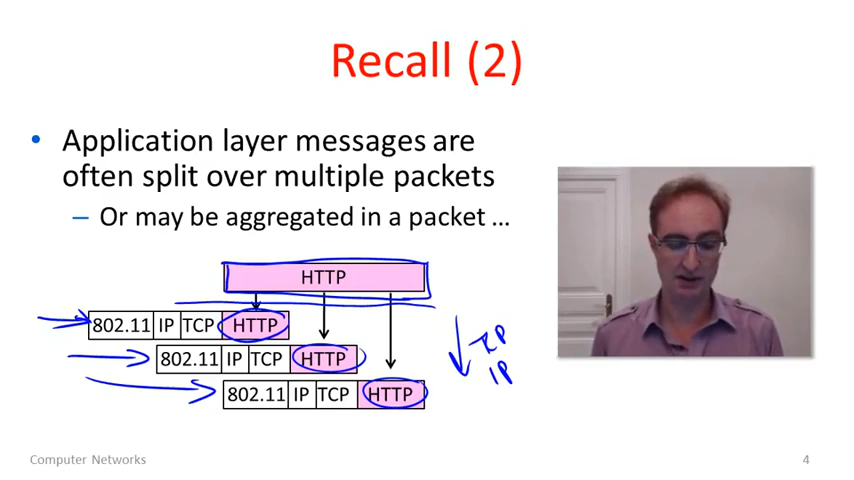 Recall (2)
• Application layer messages are
often split over multiple packets
– Or may be aggregated in a packet …
HTTP
802.11 IP TCP HTTP
802.11 IP TCP HTTP
802.11 IP TCP HTTP
IP
Computer Networks
4